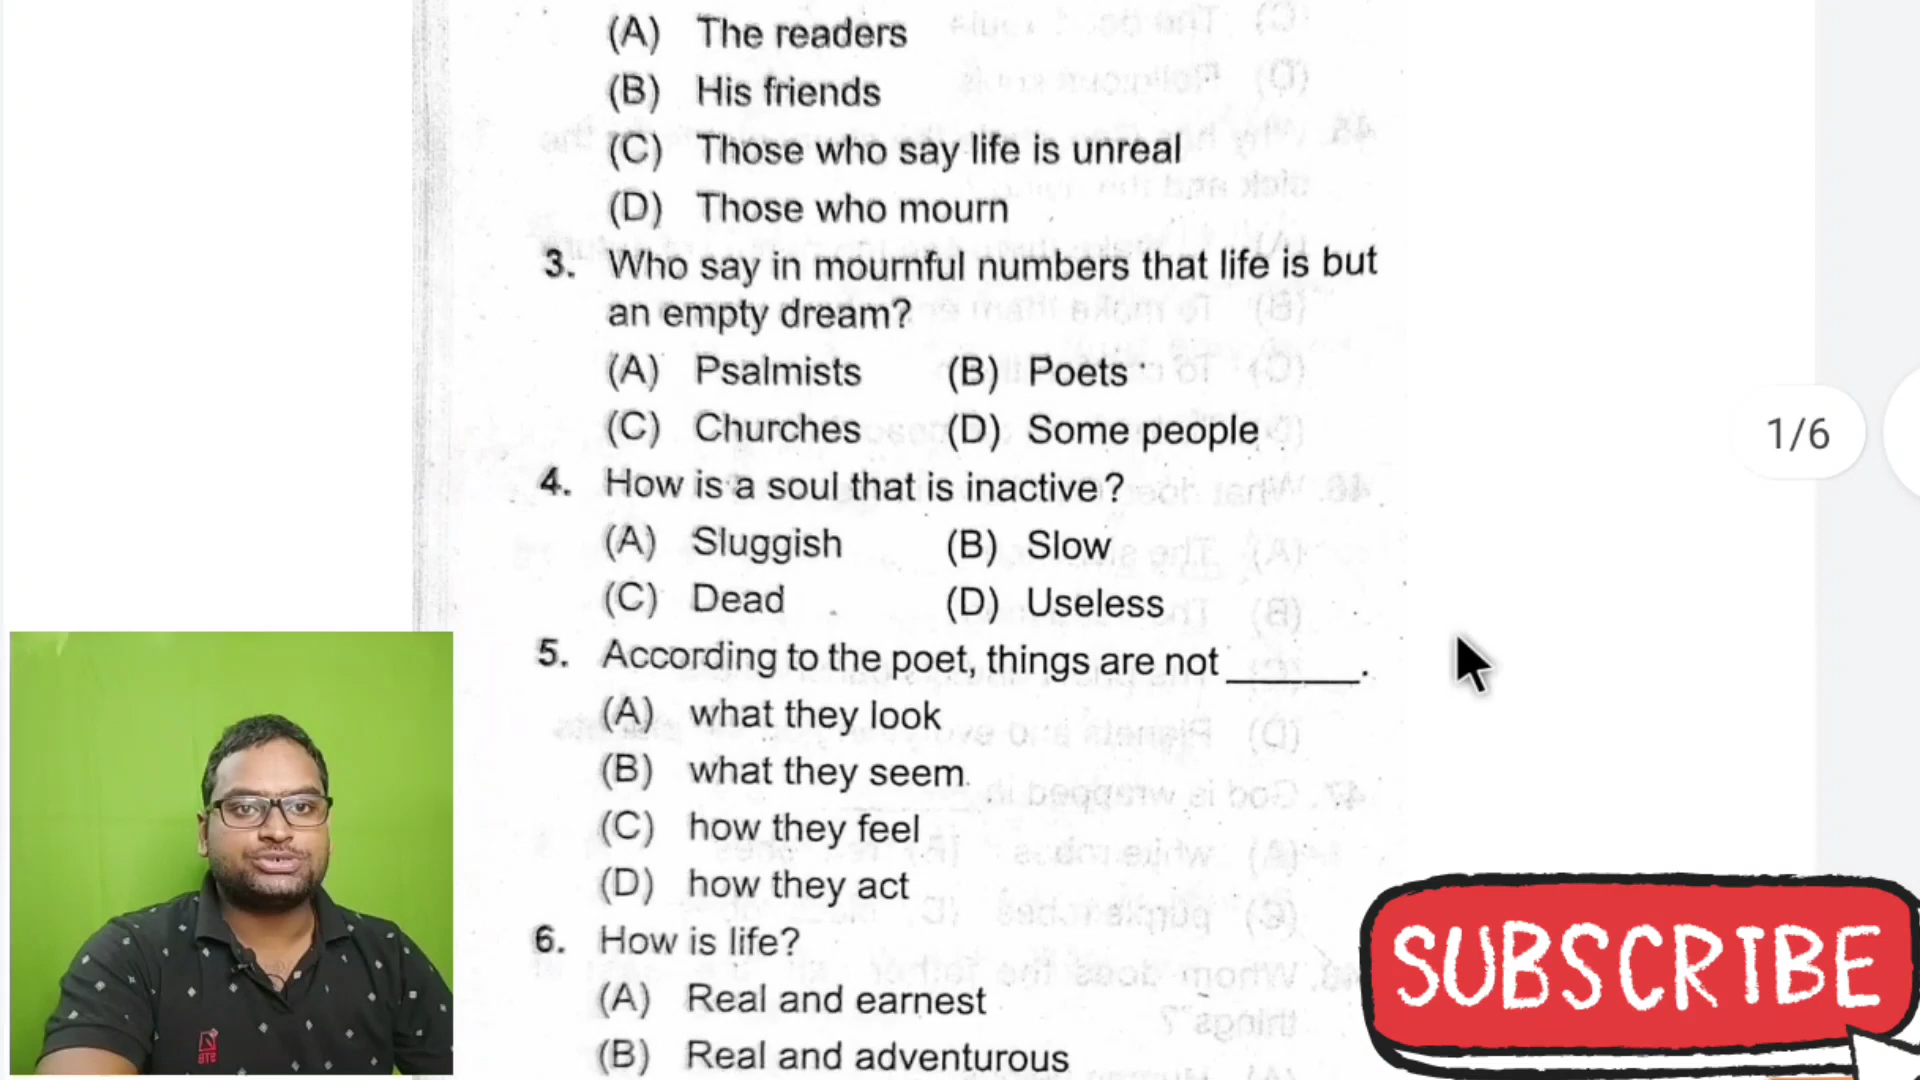 (A) The readers
(B) His friends
(C) Those who say life is unreal
(D) Those who mourn
3. Who say in mournful numbers that life is but
an empty dream?
(A) Psalmists (B) Poets
(C) Churches (D) Some people
4. How is a soul that is inactive?
(A) Sluggish (B) Slow
(C) Dead (D) Useless
5. According to the poet, things are not ______.
(A) what they look
(B) what they seem
(C) how they feel
(D) how they act
6. How is life?
(A) Real and earnest
(B) Real and adventurous
1/6
SUBSCRIBE